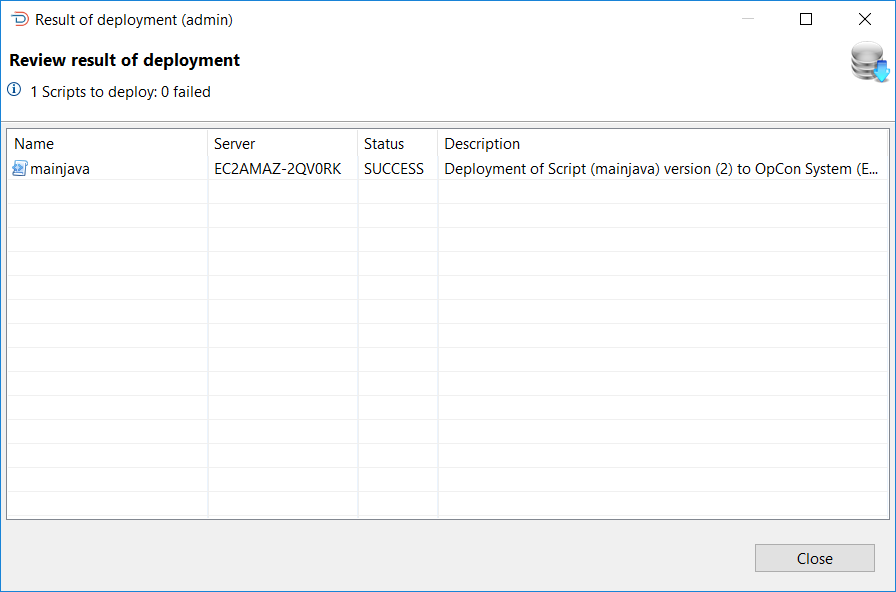 Result of deployment (admin)
Review result of deployment
1 Scripts to deploy: 0 failed
Name Server Status Description
mainjava EC2AMAZ-2QV0RK SUCCESS Deployment of Script (mainjava) version (2) to OpCon System (E...
Close